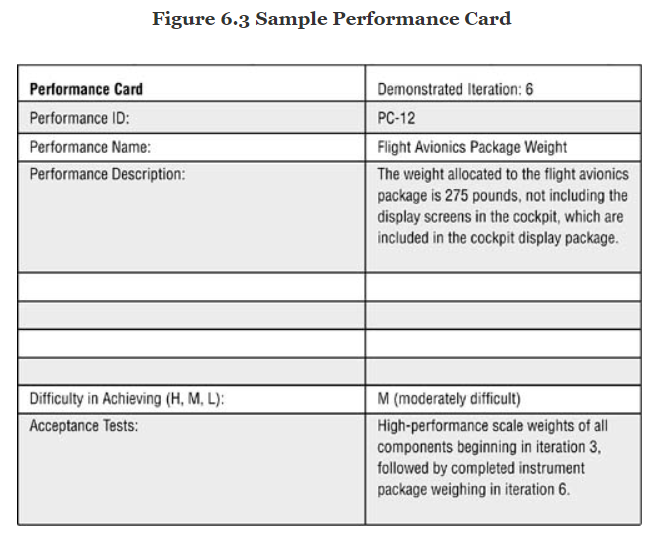 Figure 6.3 Sample Performance Card
Performance Card
Demonstrated Iteration: 6
Performance ID:
PC-12
Performance Name:
Flight Avionics Package Weight
Performance Description:
The weight allocated to the flight avionics
package is 275 pounds, not including the
display screens in the cockpit, which are
included in the cockpit display package.
Difficulty in Achieving (H, M, L):
M (moderately difficult)
Acceptance Tests:
High-performance scale weights of all
components beginning in iteration 3,
followed by completed instrument
package weighing in iteration 6.